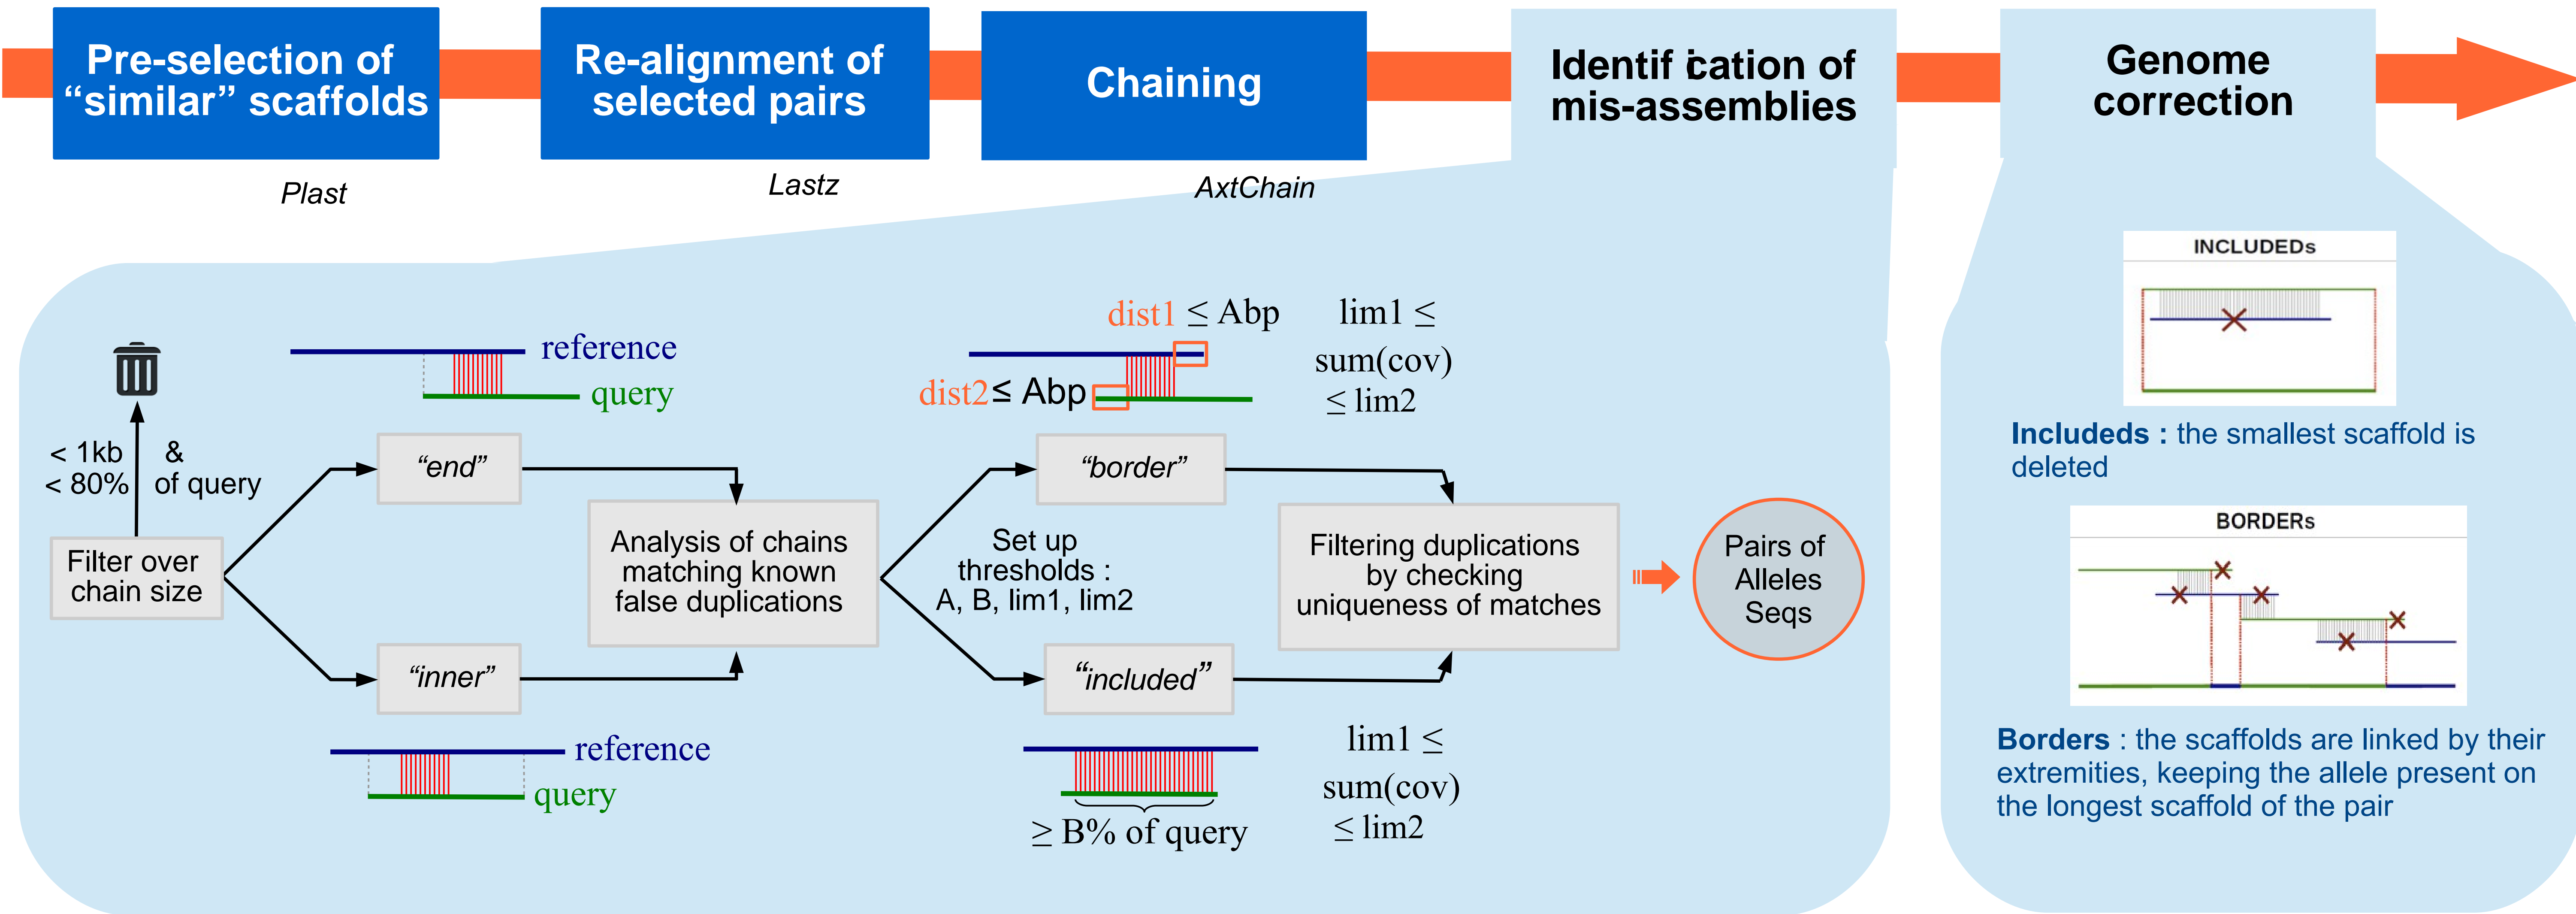 Pre-selection of
“similar” scaffolds
Re-alignment of
selected pairs
Chaining
Identif ication of
mis-assemblies
Genome
correction
Plast
Lastz
AxtChain
< 1kb &
< 80% of query
Filter over
chain size
reference
query
“end”
“inner”
reference
query
Analysis of chains
matching known
false duplications
dist1 ≤ Abp
dist2 ≤ Abp
lim1 ≤
sum(cov)
≤ lim2
“border”
Set up
thresholds :
A, B, lim1, lim2
“included”
≥ B% of query
lim1 ≤
sum(cov)
≤ lim2
Filtering duplications
by checking
uniqueness of matches
Pairs of
Alleles
Seqs
INCLUDEDs
Includeds : the smallest scaffold is
deleted
BORDERs
Borders : the scaffolds are linked by their
extremities, keeping the allele present on
the longest scaffold of the pair